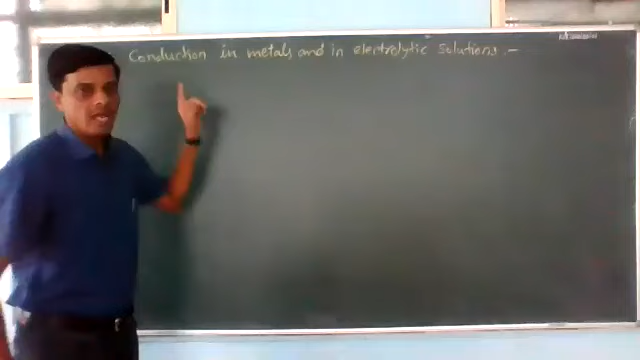 Conduction in metals and in electrolytic solutions :-